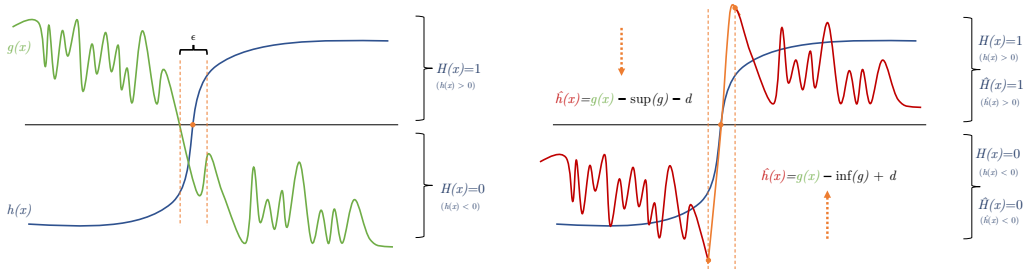 g(x)
ϵ
H(x)=1
(h(x) > 0)
H(x)=0
(h(x) < 0)
h(x)
ĥ(x)=g(x) − sup(g) − d
ĥ(x)=g(x) − inf(g) + d
H(x)=1
(h(x) > 0)
Ĥ(x)=1
(ĥ(x) > 0)
H(x)=0
(h(x) < 0)
Ĥ(x)=0
(ĥ(x) < 0)